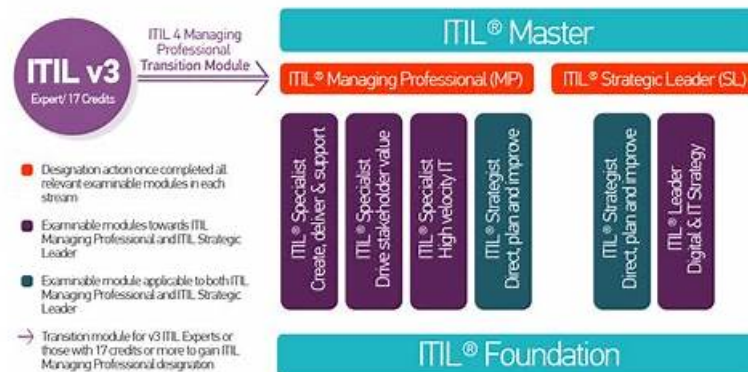 ITIL 4 Managing
Professional
Transition Module
ITIL v3
Expert/ 17 Credits
ITIL® Master
ITIL® Managing Professional (MP)
ITIL® Strategic Leader (SL)
ITIL® Specialist
Create, deliver & support
ITIL® Specialist
Drive stakeholder value
ITIL® Specialist
High velocity IT
ITIL® Strategist
Direct, plan and improve
ITIL® Strategist
Direct, plan and improve
ITIL® Leader
Digital & IT Strategy
Designation action once completed all
relevant examinable modules in each
stream
Examinable modules towards ITIL
Managing Professional and ITIL Strategic
Leader
Examinable module applicable to both ITIL
Managing Professional and ITIL Strategic
Leader
Transition module for v3 ITIL Experts or
those with 17 credits or more to gain ITIL
Managing Professional designation
ITIL® Foundation